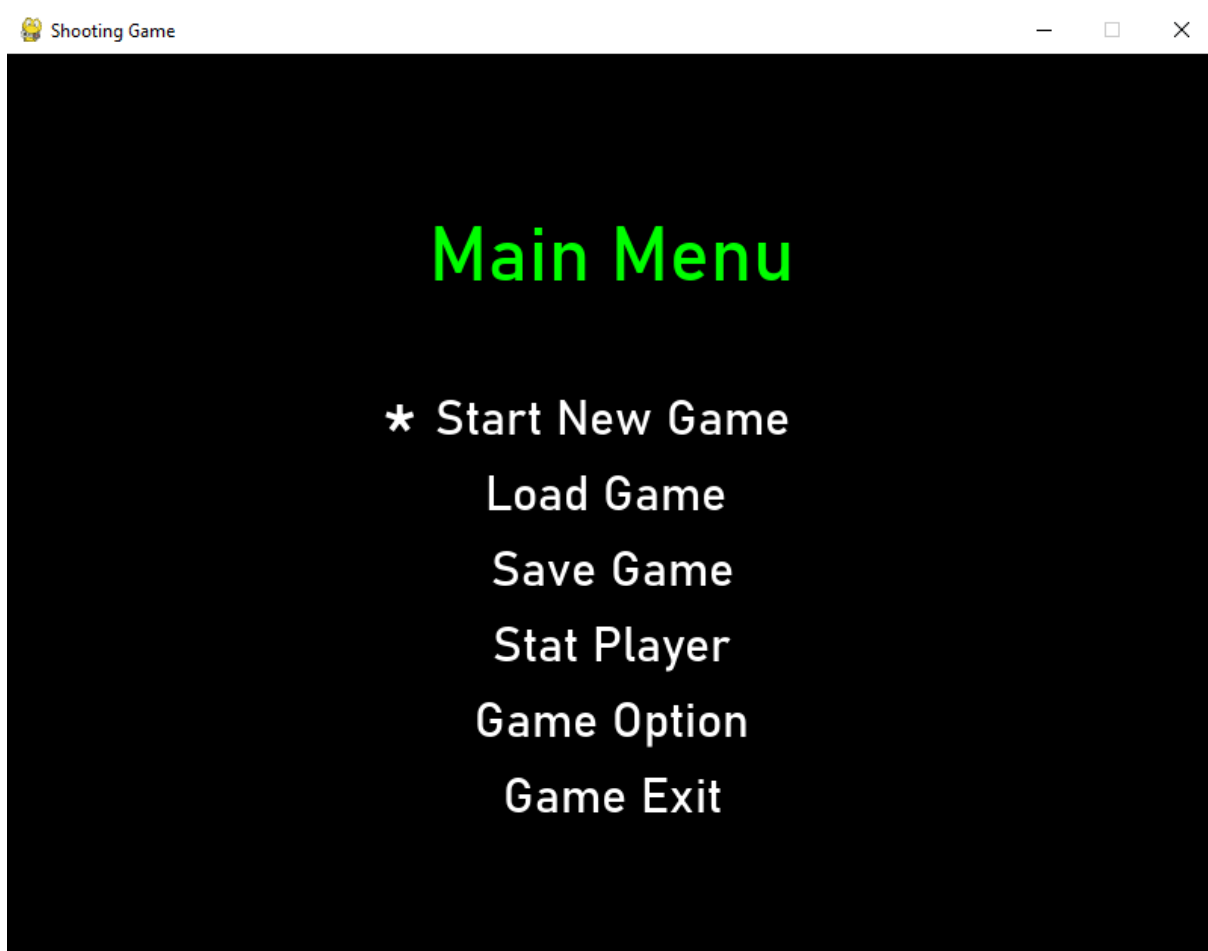 Shooting Game
Main Menu
* Start New Game
Load Game
Save Game
Stat Player
Game Option
Game Exit